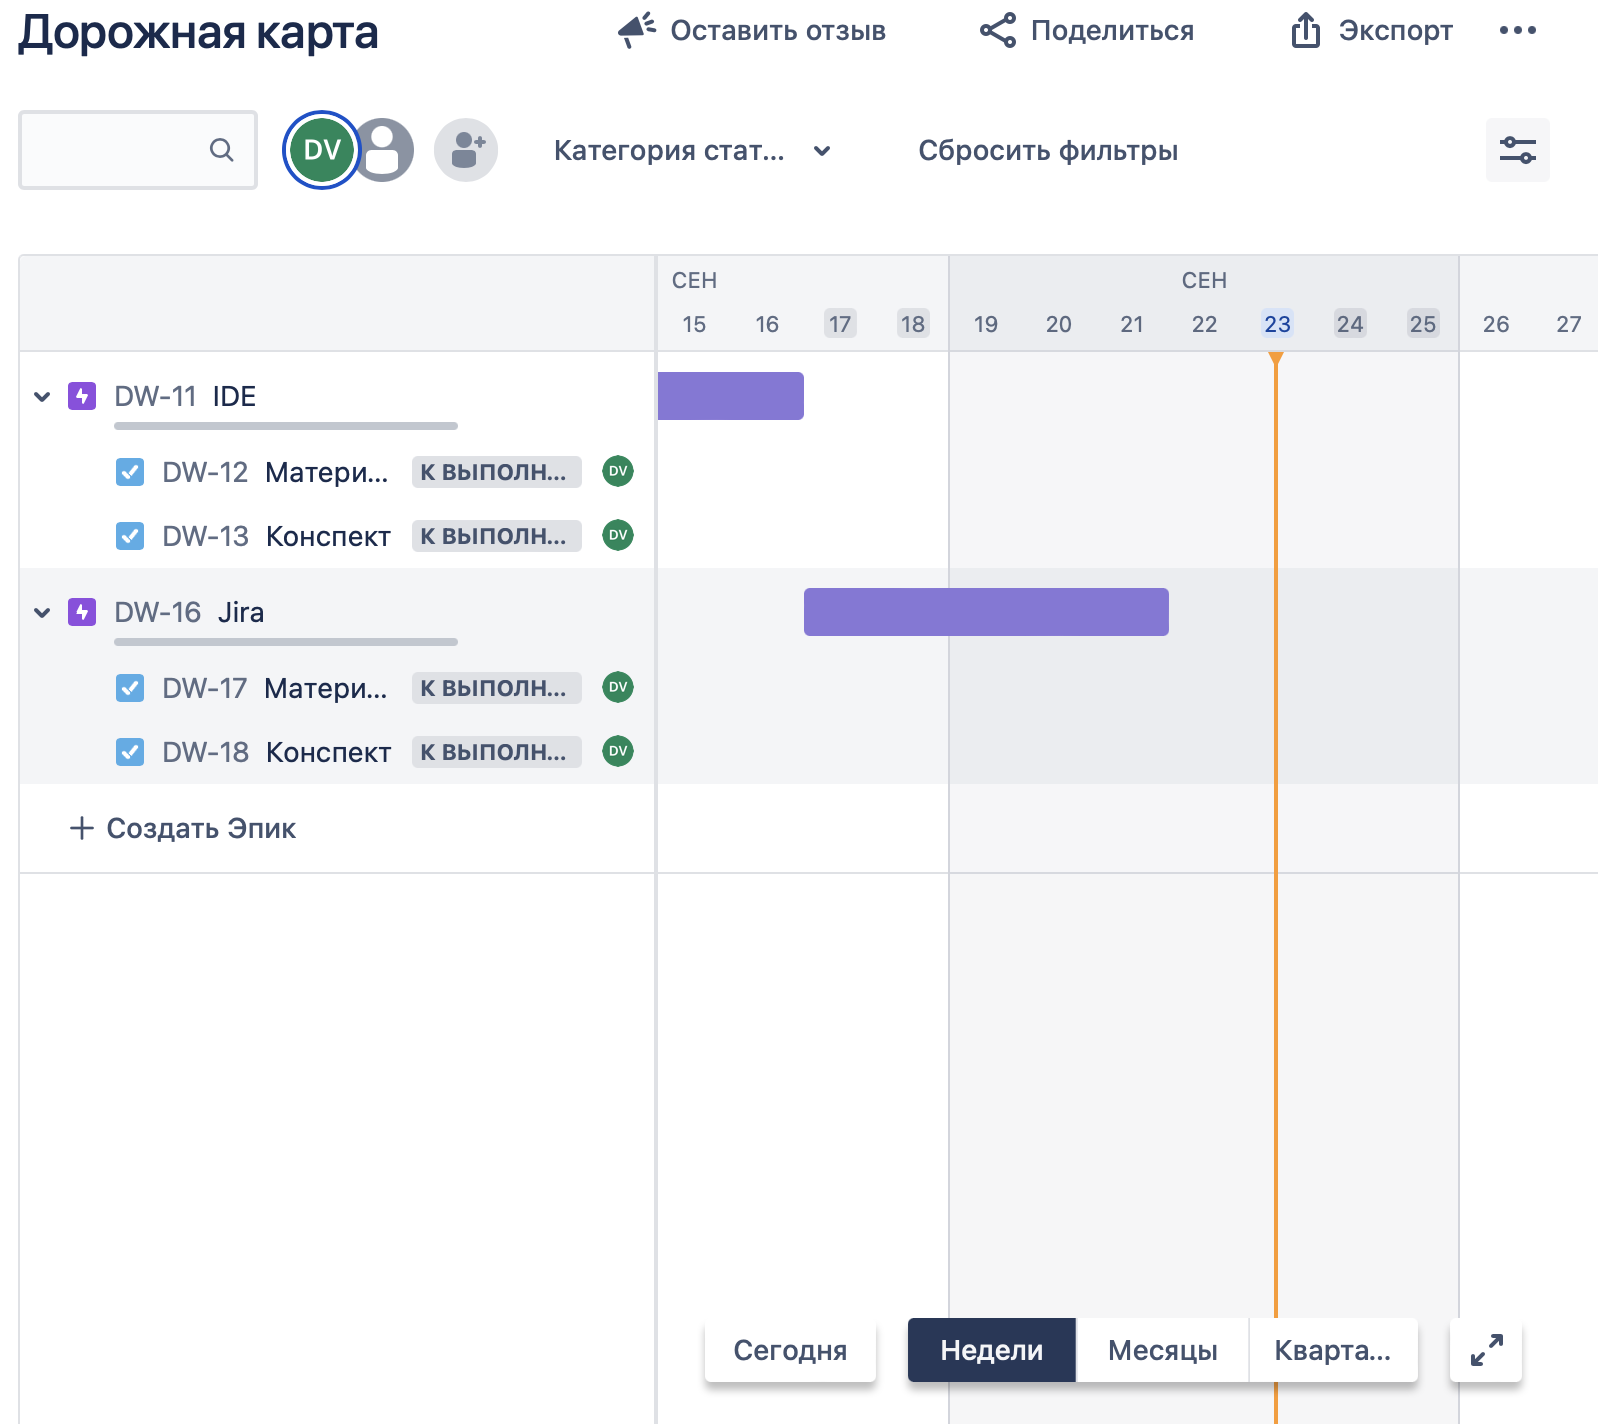 Дорожная карта
Оставить отзыв
Поделиться
Экспорт
DV
Категория стат...
Сбросить фильтры
СЕН
СЕН
15 16 17 18 19 20 21 22 23 24 25 26 27
DW-11 IDE
DW-12 Матери... К ВЫПОЛН... DV
DW-13 Конспект К ВЫПОЛН... DV
DW-16 Jira
DW-17 Матери... К ВЫПОЛН... DV
DW-18 Конспект К ВЫПОЛН... DV
+ Создать Эпик
Сегодня
Недели
Месяцы
Кварта...